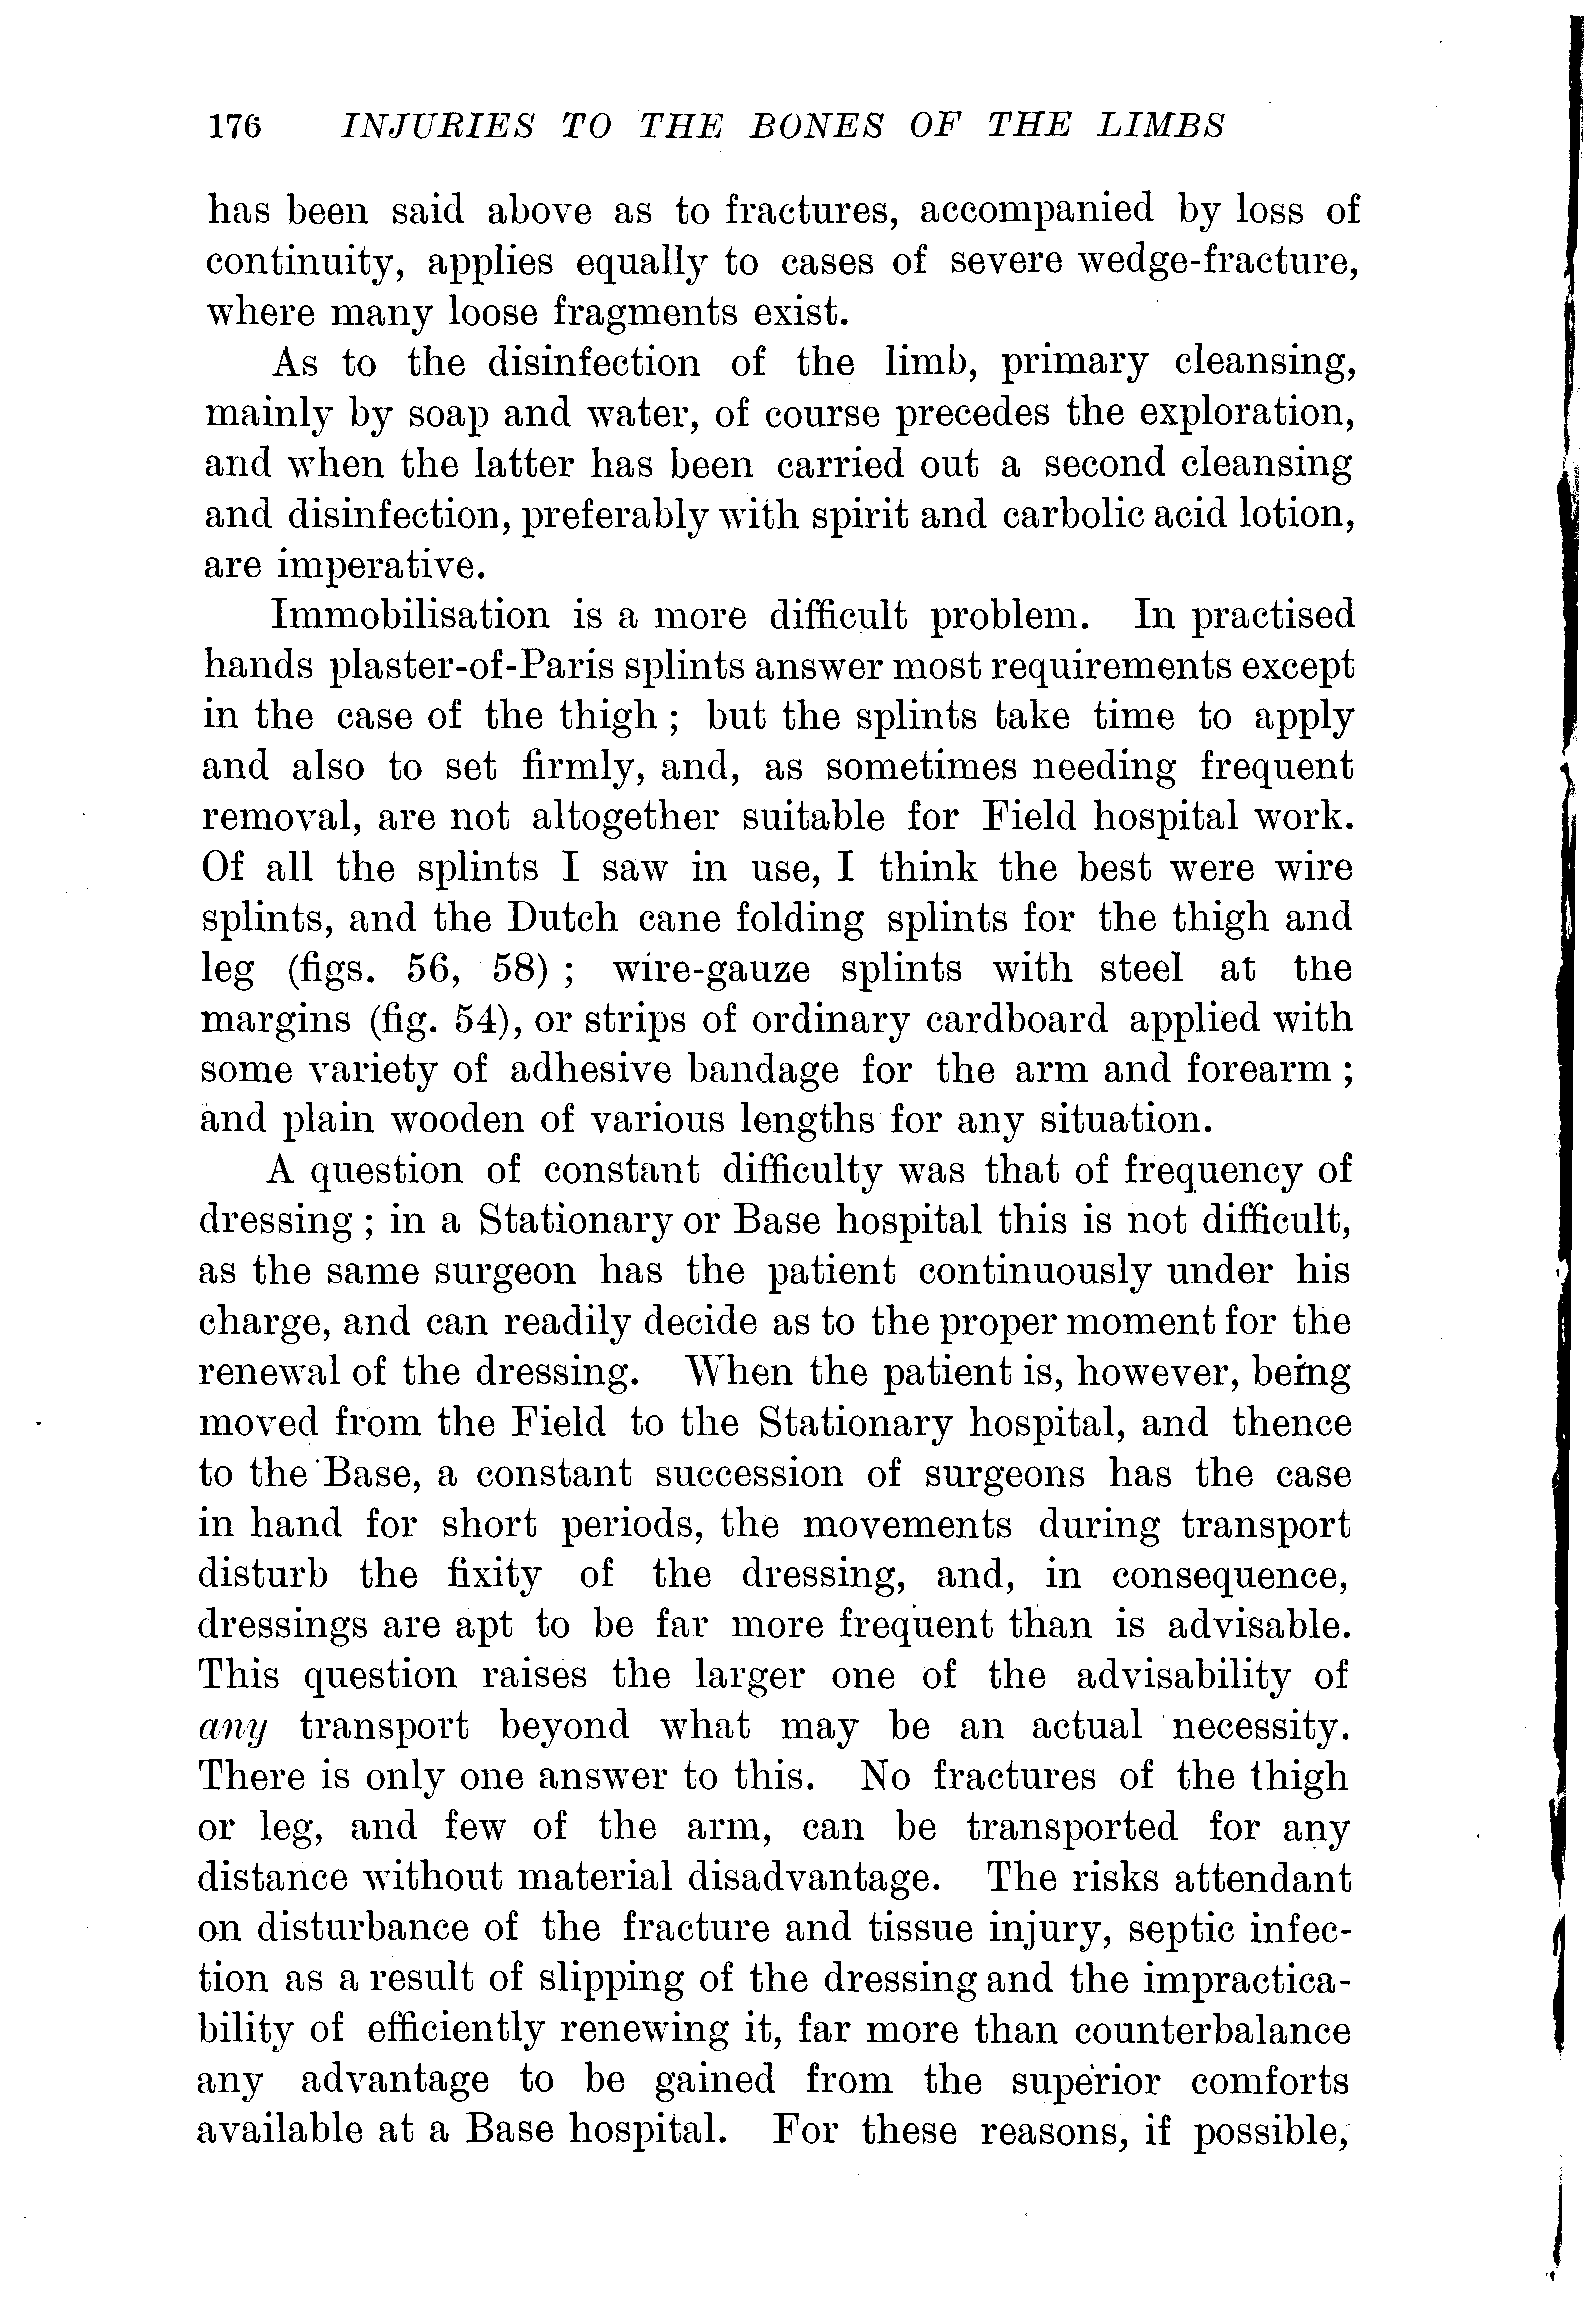 176 INJURIES TO THE BONES OF THE LIMBS
has been said above as to fractures, accompanied by loss of
continuity, applies equally to cases of severe wedge-fracture,
where many loose fragments exist.
As to the disinfection of the limb, primary cleansing,
mainly by soap and water, of course precedes the exploration,
and when the latter has been carried out a second cleansing
and disinfection, preferably with spirit and carbolic acid lotion,
are imperative.
Immobilisation is a more difficult problem. In practised
hands plaster-of-Paris splints answer most requirements except
in the case of the thigh ; but the splints take time to apply
and also to set firmly, and, as sometimes needing frequent
removal, are not altogether suitable for Field hospital work.
Of all the splints I saw in use, I think the best were wire
splints, and the Dutch cane folding splints for the thigh and
leg (figs. 56, 58) ; wire-gauze splints with steel at the
margins (fig. 54), or strips of ordinary cardboard applied with
some variety of adhesive bandage for the arm and forearm ;
and plain wooden of various lengths for any situation.
A question of constant difficulty was that of frequency of
dressing ; in a Stationary or Base hospital this is not difficult,
as the same surgeon has the patient continuously under his
charge, and can readily decide as to the proper moment for the
renewal of the dressing. When the patient is, however, being
moved from the Field to the Stationary hospital, and thence
to the Base, a constant succession of surgeons has the case
in hand for short periods, the movements during transport
disturb the fixity of the dressing, and, in consequence,
dressings are apt to be far more frequent than is advisable.
This question raises the larger one of the advisability of
any transport beyond what may be an actual necessity.
There is only one answer to this. No fractures of the thigh
or leg, and few of the arm, can be transported for any
distance without material disadvantage. The risks attendant
on disturbance of the fracture and tissue injury, septic infec-
tion as a result of slipping of the dressing and the impractica-
bility of efficiently renewing it, far more than counterbalance
any advantage to be gained from the superior comforts
available at a Base hospital. For these reasons, if possible,